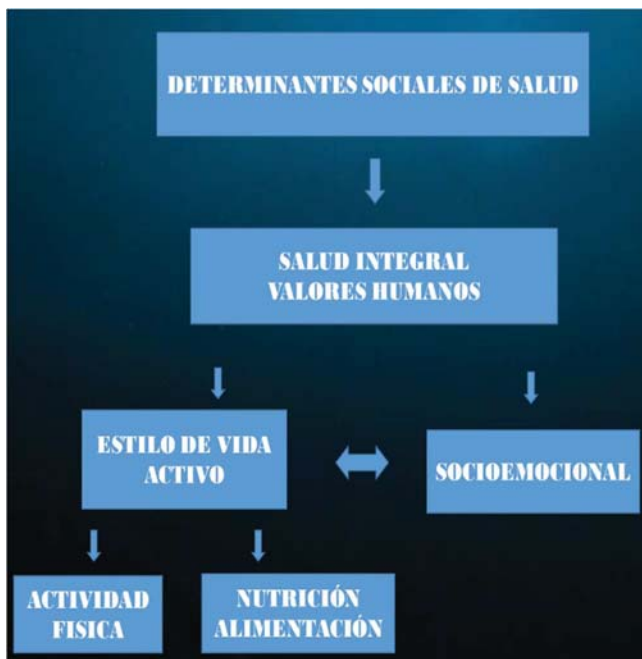 DETERMINANTES SOCIALES DE SALUD
SALUD INTEGRAL
VALORES HUMANOS
ESTILO DE VIDA
ACTIVO
SOCIOEMOCIONAL
ACTIVIDAD
FISICA
NUTRICIÓN
ALIMENTACIÓN